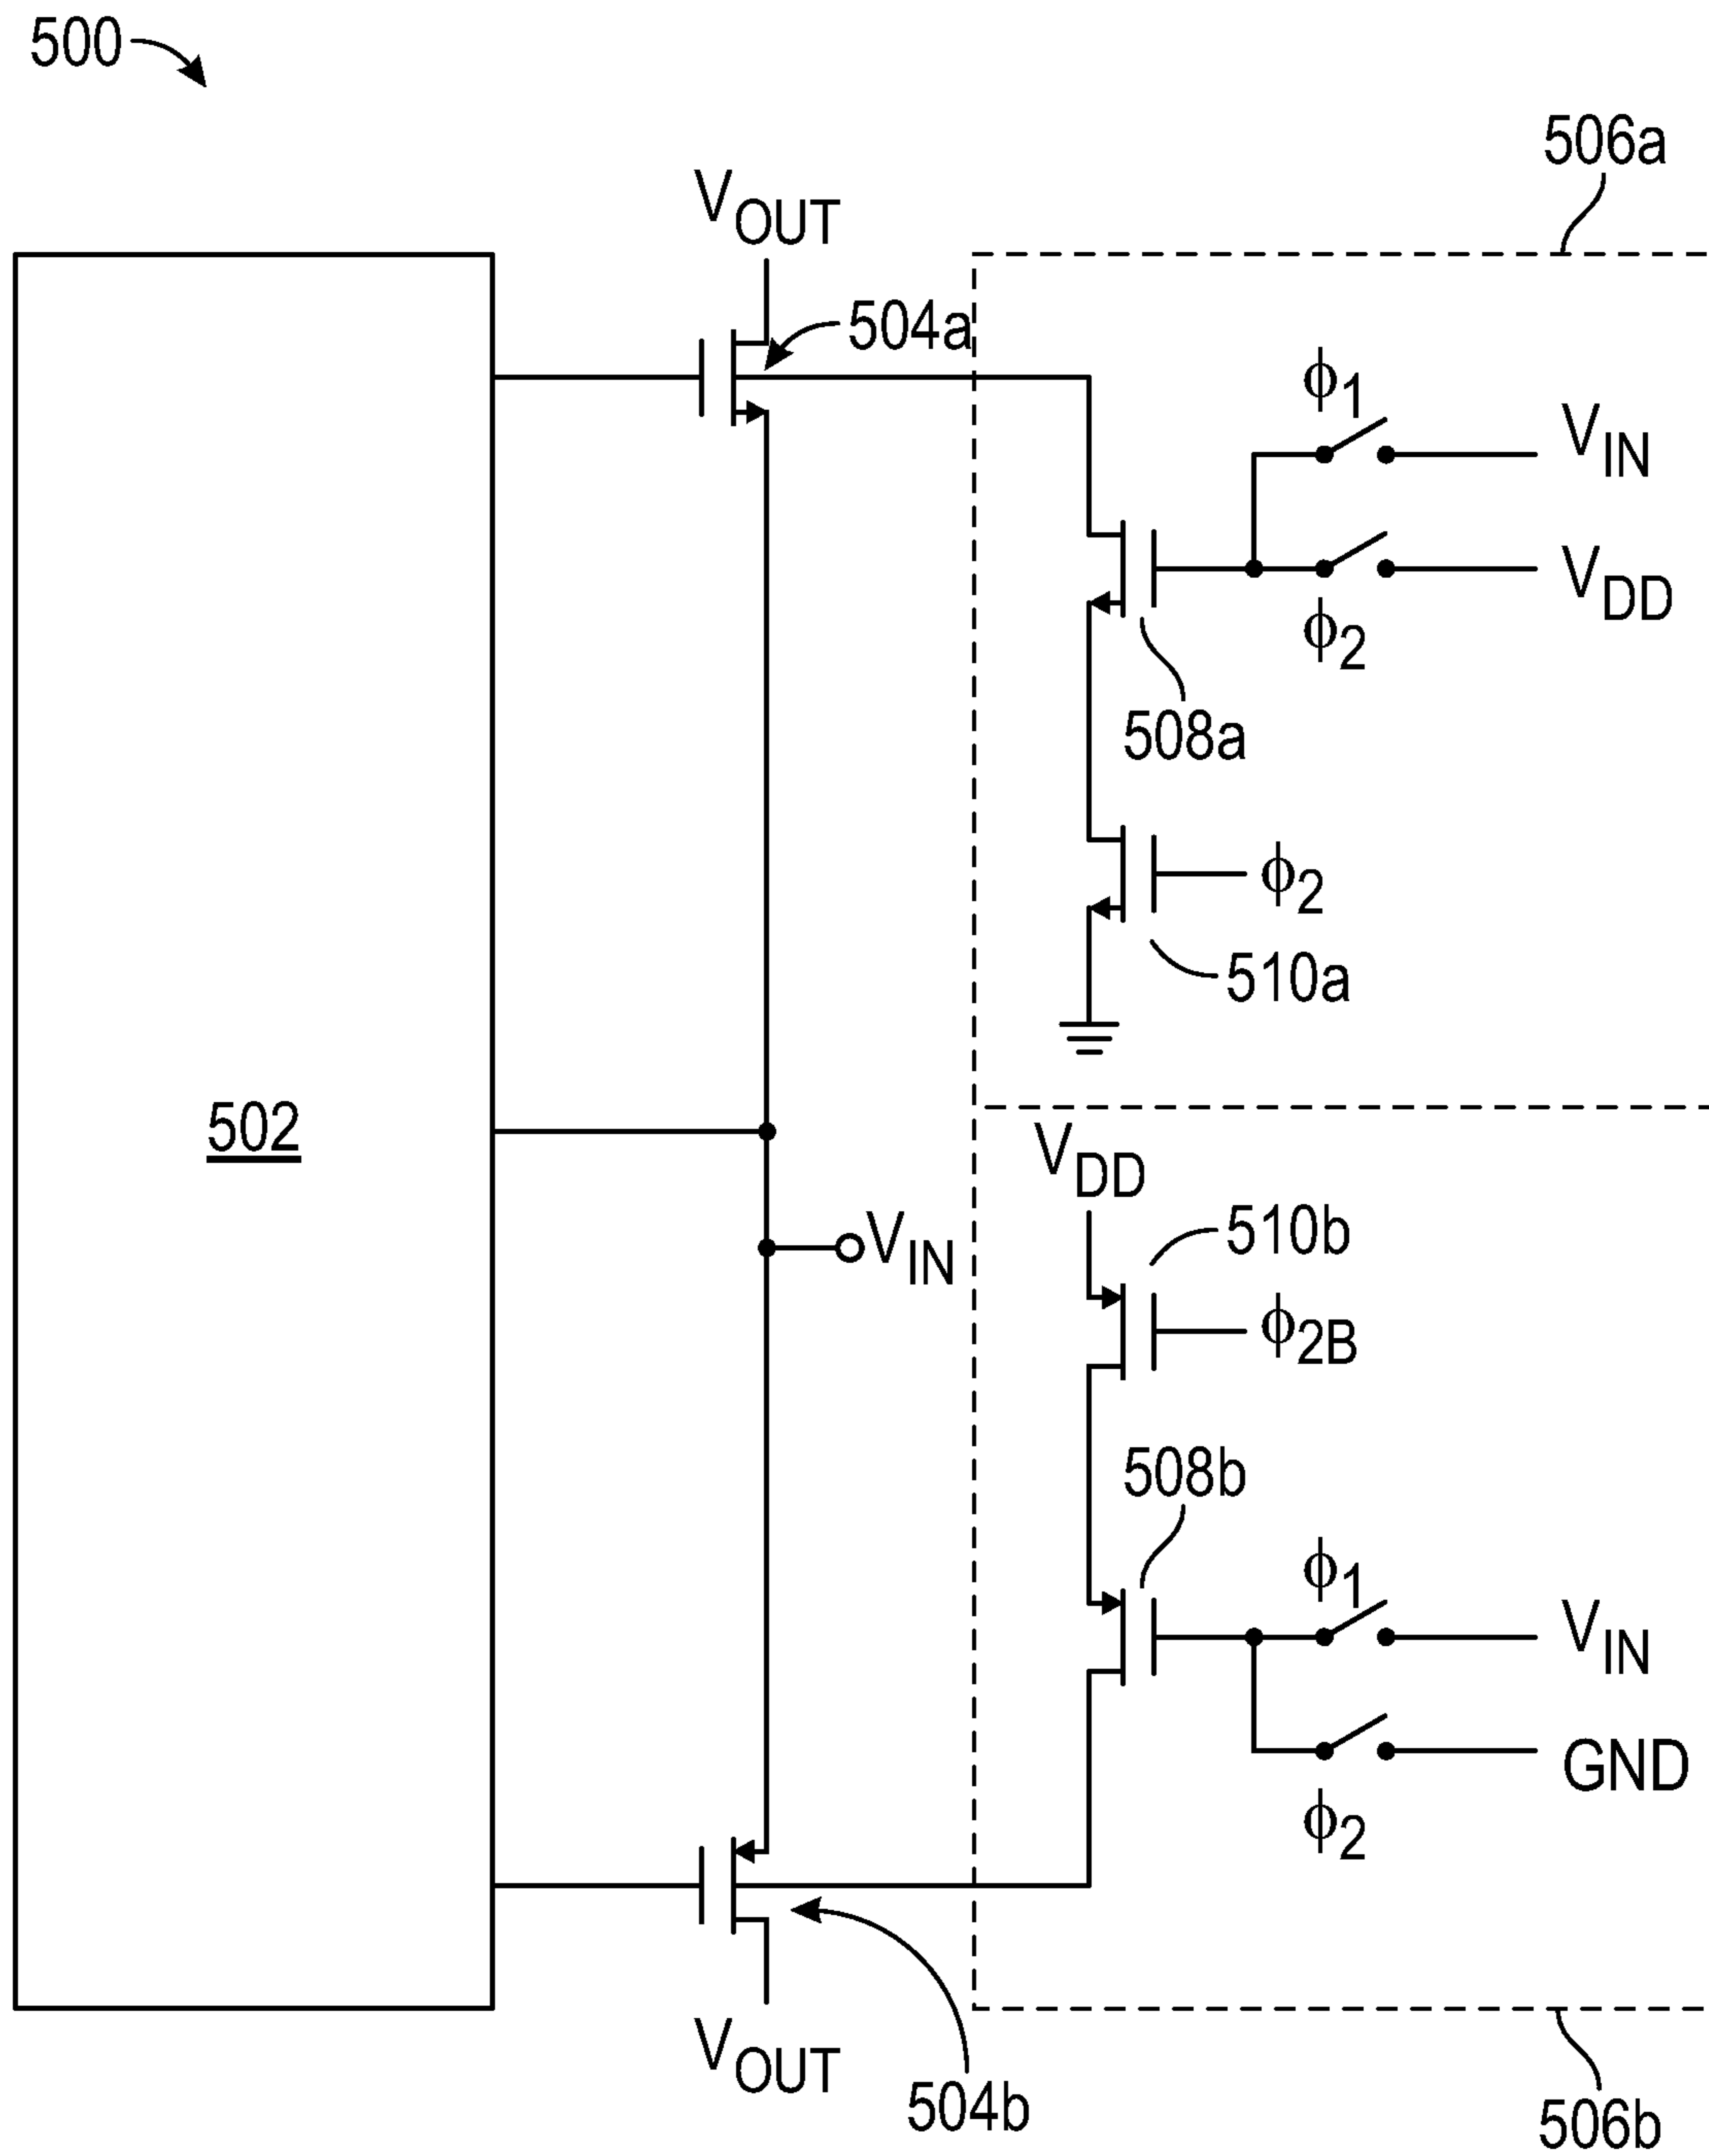 500
506a
VOUT
504a
ϕ1
VIN
VDD
ϕ2
508a
ϕ2
510a
502
VDD
510b
VIN
ϕ2B
508b
ϕ1
VIN
GND
ϕ2
VOUT
504b
506b